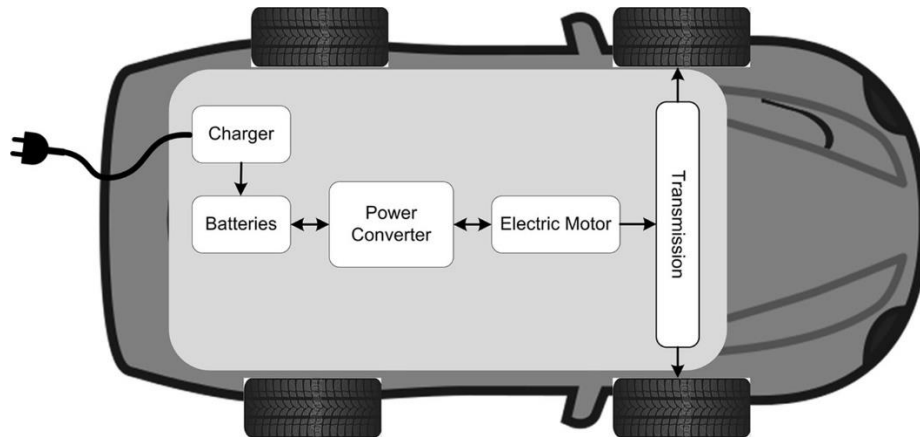 Charger
Batteries
Power
Converter
Electric Motor
Transmission